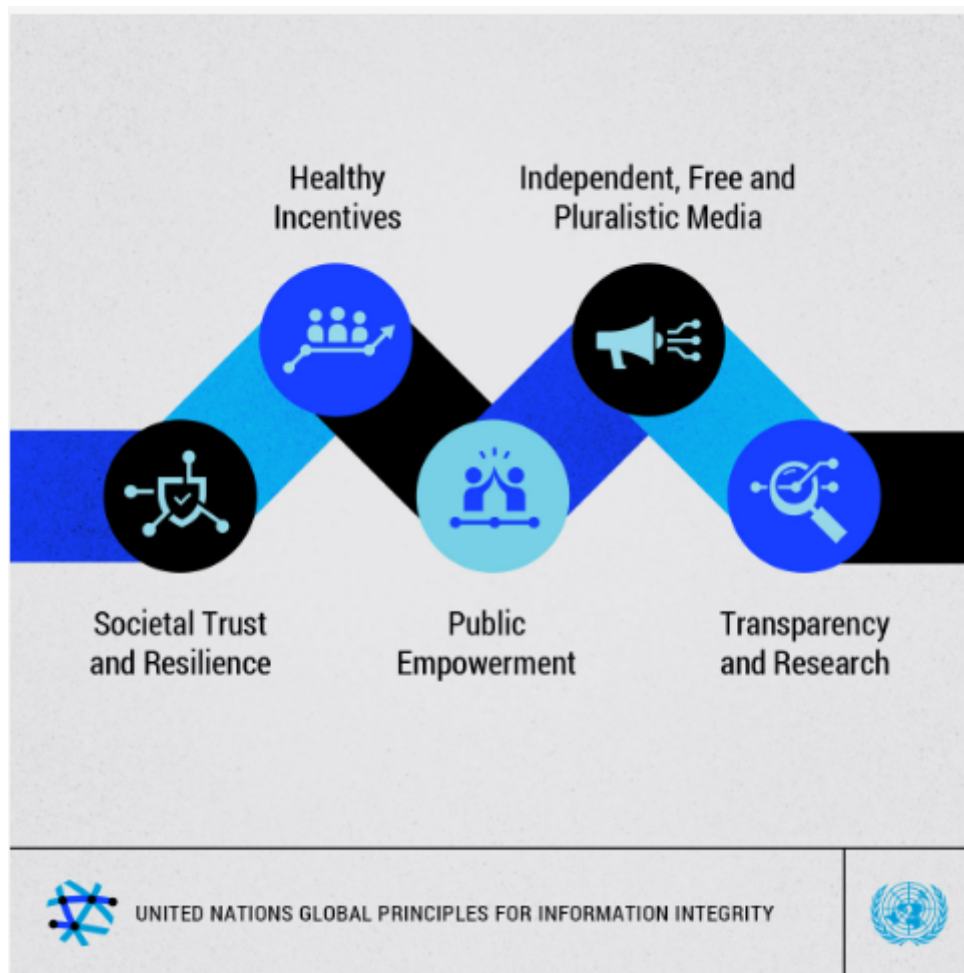 Healthy
Incentives
Independent, Free and
Pluralistic Media
Societal Trust
and Resilience
Public
Empowerment
Transparency
and Research
UNITED NATIONS GLOBAL PRINCIPLES FOR INFORMATION INTEGRITY